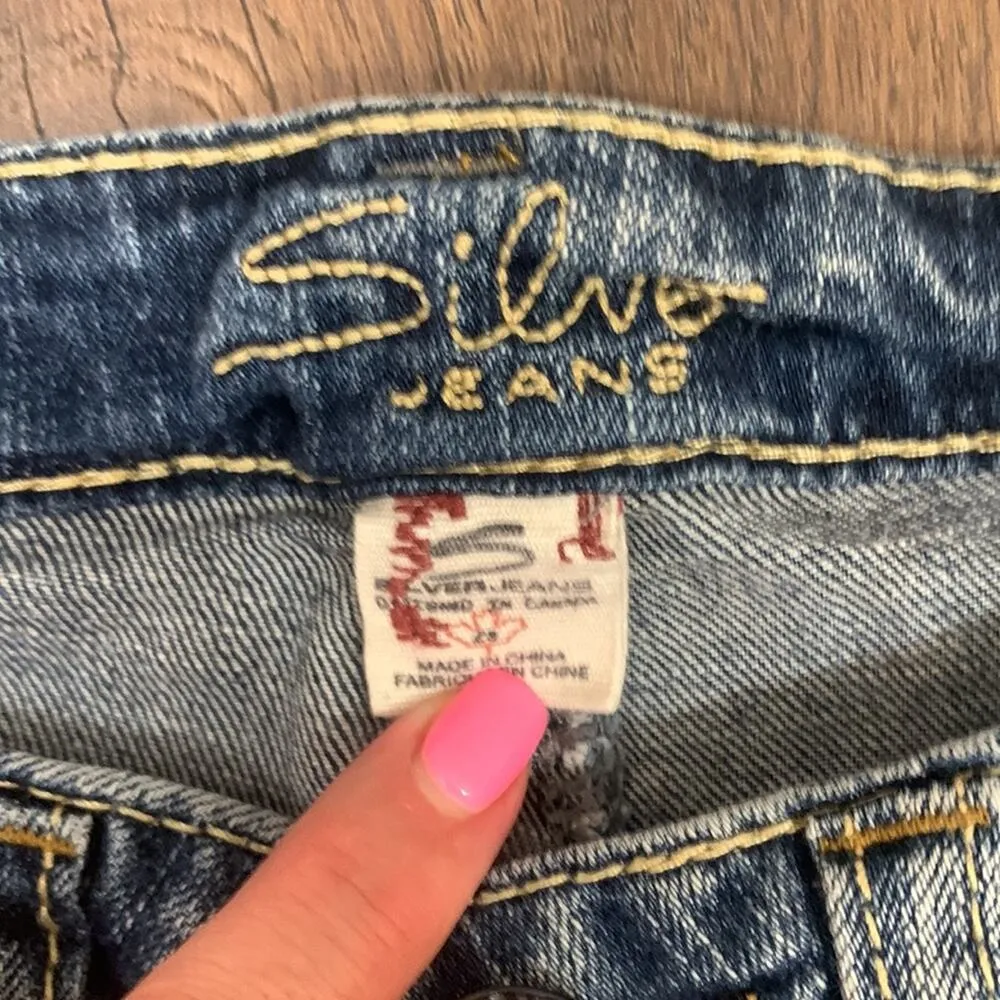 Silver
JEANS
SILVER JEANS
DESIGNED IN CANADA
MADE IN CHINA
FABRIQUÉ EN CHINE